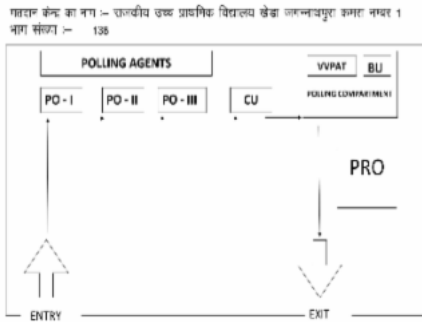 मतदान केन्द्र का नाम :- राजकीय उच्च प्राथमिक विद्यालय खेडा जगन्नाथपुरा कमरा नम्बर 1
भाग संख्या :- 138
POLLING AGENTS
VVPAT BU
POLLING COMPARTMENT
PO - I PO - II PO - III CU
PRO
ENTRY EXIT